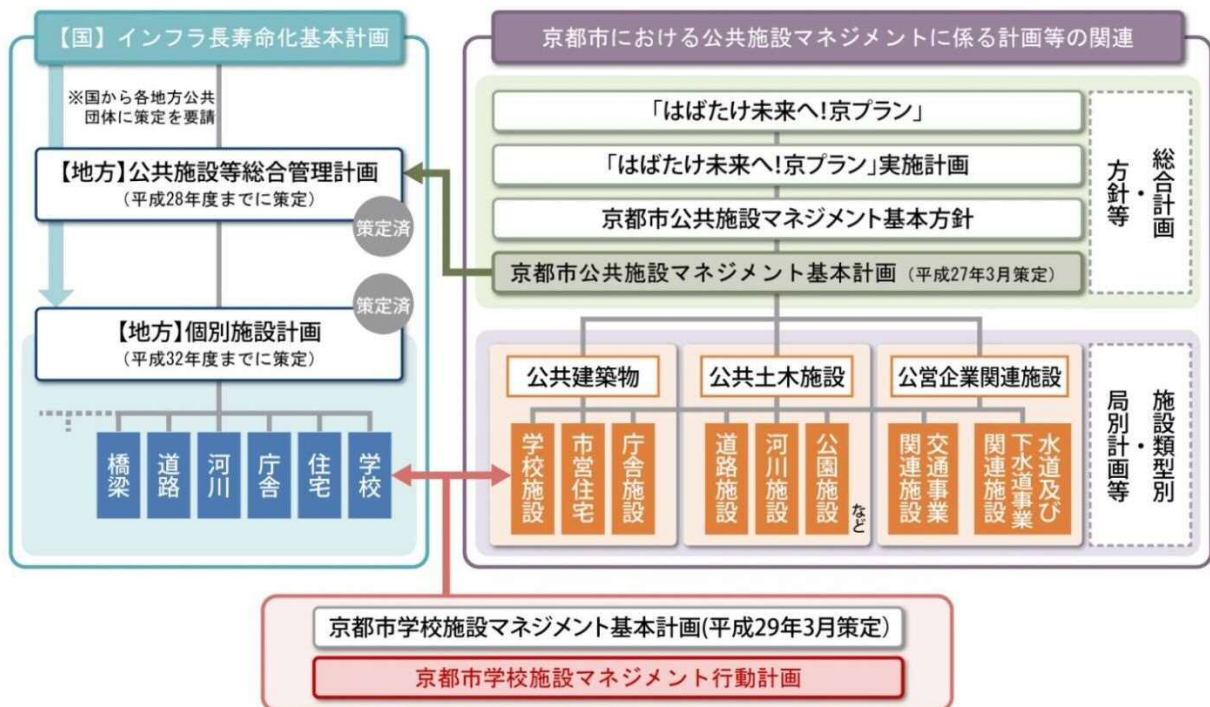 【国】インフラ長寿命化基本計画
※国から各地方公共
団体に策定を要請
【地方】公共施設等総合管理計画
(平成28年度までに策定)
策定済
策定済
【地方】個別施設計画
(平成32年度までに策定)
橋梁
道路
河川
庁舎
住宅
学校
京都市における公共施設マネジメントに係る計画等の関連
「はばたけ未来へ!京プラン」
「はばたけ未来へ!京プラン」実施計画
京都市公共施設マネジメント基本方針
京都市公共施設マネジメント基本計画 (平成27年3月策定)
総合計画・
方針等
公共建築物
公共土木施設
公営企業関連施設
学校施設
市営住宅
庁舎施設
道路施設
河川施設
公園施設
など
交通事業
関連施設
水道及び
下水道事業
関連施設
施設類型別・
局別計画等
京都市学校施設マネジメント基本計画(平成29年3月策定)
京都市学校施設マネジメント行動計画